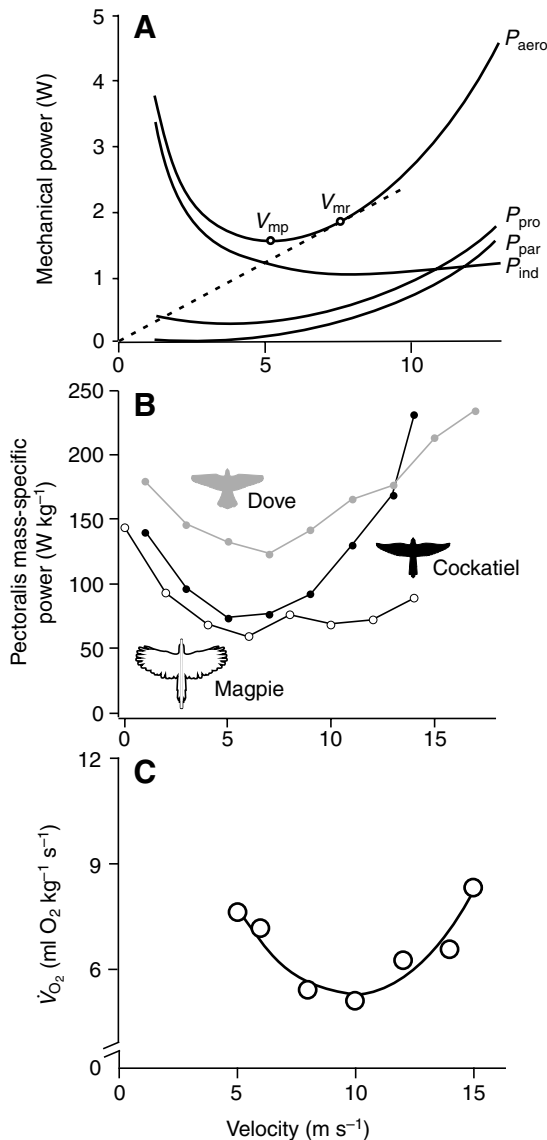 A
Mechanical power (W)
5
4
3
2
1
0
0
5
10
P_aero
V_mp
V_mr
P_pro
P_par
P_ind
B
Pectoralis mass-specific
power (W kg⁻¹)
250
200
150
100
50
0
0
5
10
15
Dove
Cockatiel
Magpie
C
V̇_O₂ (ml O₂ kg⁻¹ s⁻¹)
12
9
6
0
0
5
10
15
Velocity (m s⁻¹)